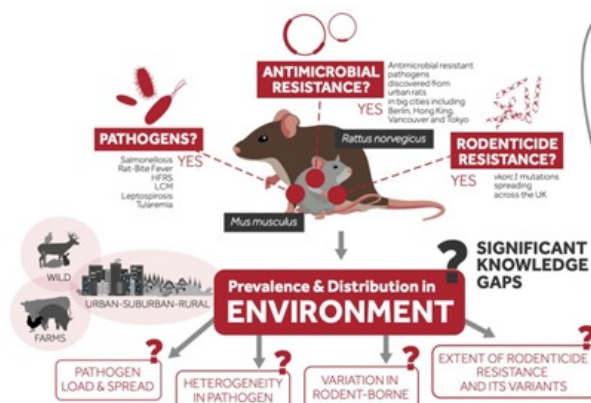 ANTIMICROBIAL
RESISTANCE?
YES
Antimicrobial resistant
pathogens
discovered from
urban rats
in big cities including
Berlin, Hong King,
Vancouver and Tokyo
PATHOGENS?
YES
Salmonellosis
Rat-Bite Fever
HFRS
LCM
Leptospirosis
Tularemia
Rattus norvegicus
RODENTICIDE
RESISTANCE?
YES
vkorc1 mutations
spreading
across the UK
Mus musculus
WILD
URBAN-SUBURBAN-RURAL
FARMS
Prevalence & Distribution in
ENVIRONMENT
?
SIGNIFICANT
KNOWLEDGE
GAPS
?
PATHOGEN
LOAD & SPREAD
?
HETEROGENEITY
IN PATHOGEN
?
VARIATION IN
RODENT-BORNE
?
EXTENT OF RODENTICIDE
RESISTANCE
AND ITS VARIANTS